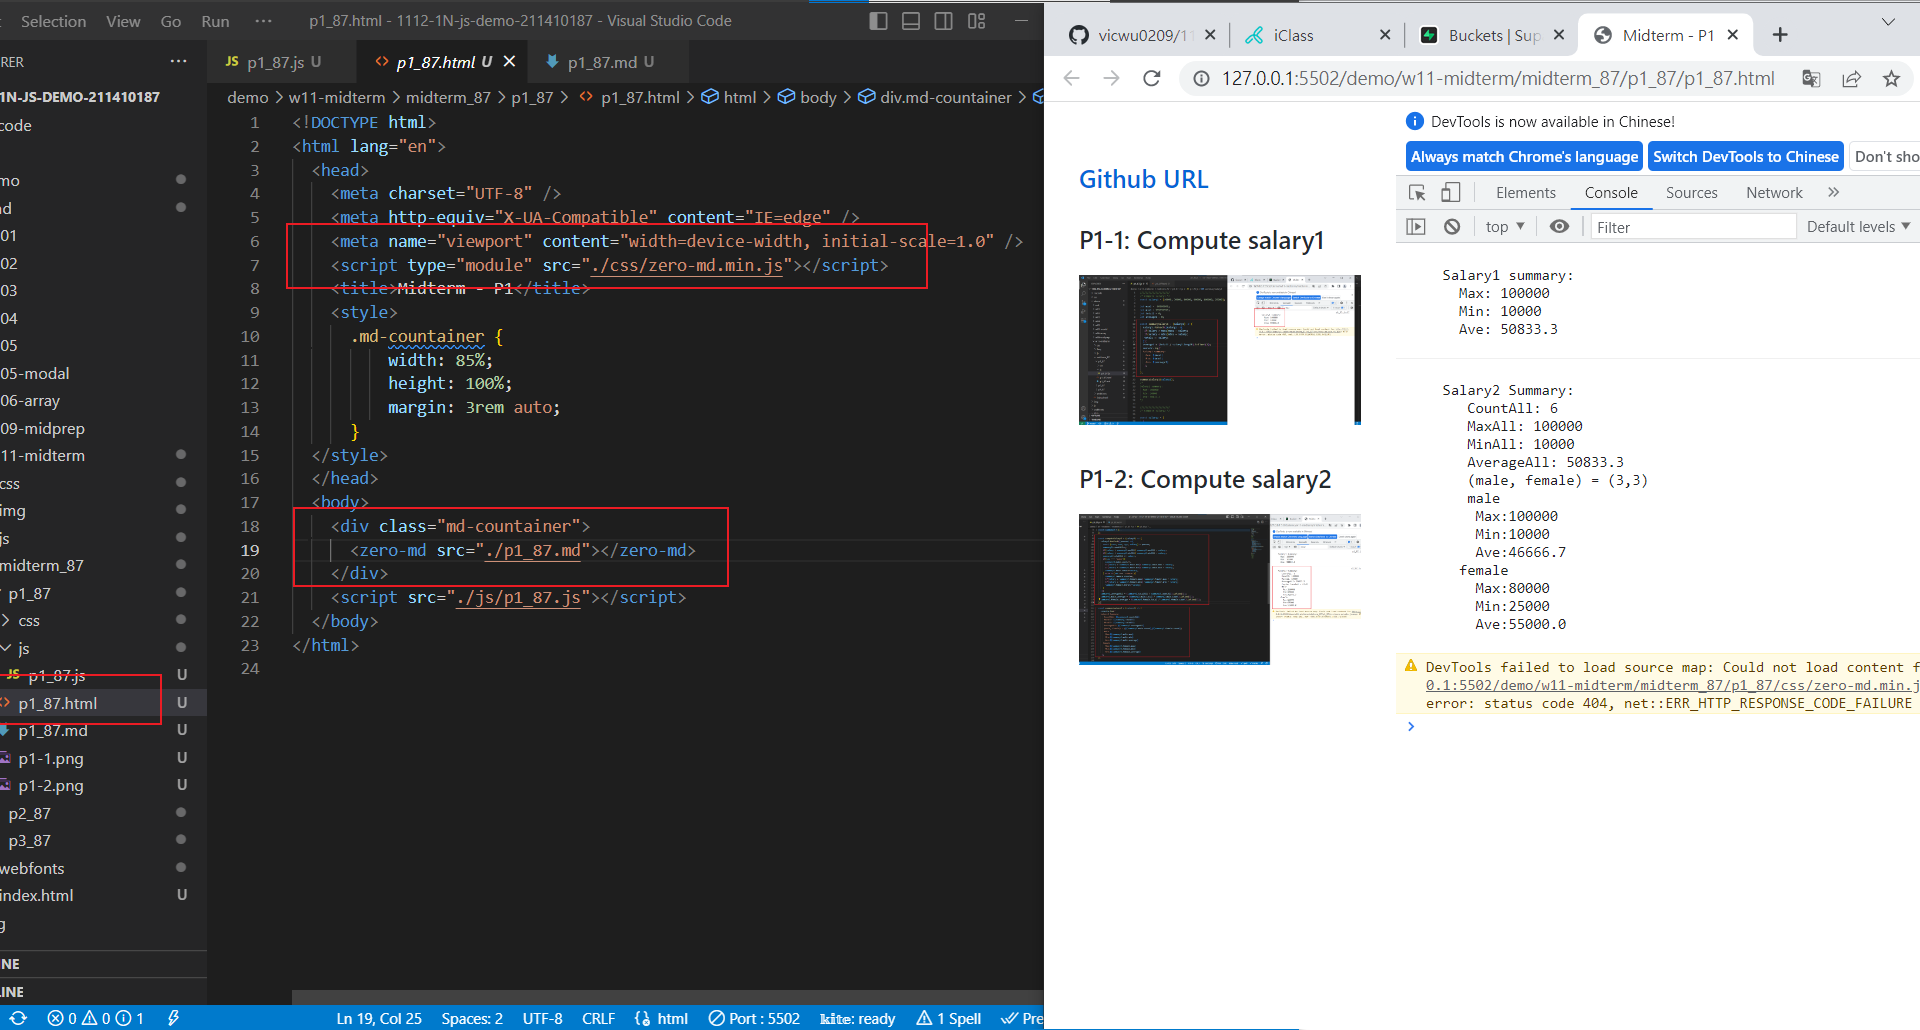 Selection View Go Run ··· p1_87.html - 1112-1N-js-demo-211410187 - Visual Studio Code
RER ···
1N-JS-DEMO-211410187
code
mo
nd
01
02
03
04
05
05-modal
06-array
09-midprep
11-midterm
css
img
js
midterm_87
p1_87
css
js
JS p1_87.js U
p1_87.html U
p1_87.md U
p1-1.png U
p1-2.png U
p2_87
p3_87
webfonts
index.html U
g
NE
LINE
JS p1_87.js U
p1_87.html U
p1_87.md U
demo > w11-midterm > midterm_87 > p1_87 > p1_87.html > html > body > div.md-countainer >
1 <!DOCTYPE html>
2 <html lang="en">
3 <head>
4 <meta charset="UTF-8" />
5 <meta http-equiv="X-UA-Compatible" content="IE=edge" />
6 <meta name="viewport" content="width=device-width, initial-scale=1.0" />
7 <script type="module" src="./css/zero-md.min.js"></script>
8 <title>Midterm - P1</title>
9 <style>
10 .md-countainer {
11 width: 85%;
12 height: 100%;
13 margin: 3rem auto;
14 }
15 </style>
16 </head>
17 <body>
18 <div class="md-countainer">
19 <zero-md src="./p1_87.md"></zero-md>
20 </div>
21 <script src="./js/p1_87.js"></script>
22 </body>
23 </html>
24
0 0 1 Ln 19, Col 25 Spaces: 2 UTF-8 CRLF html Port : 5502 kite: ready 1 Spell Pre
vicwu0209/11
iClass
Buckets | Sup
Midterm - P1
127.0.0.1:5502/demo/w11-midterm/midterm_87/p1_87/p1_87.html
Github URL
P1-1: Compute salary1
P1-2: Compute salary2
DevTools is now available in Chinese!
Always match Chrome's language Switch DevTools to Chinese Don't sho
Elements Console Sources Network
top Filter Default levels
Salary1 summary:
Max: 100000
Min: 10000
Ave: 50833.3
Salary2 Summary:
CountAll: 6
MaxAll: 100000
MinAll: 10000
AverageAll: 50833.3
(male, female) = (3,3)
male
Max:100000
Min:10000
Ave:46666.7
female
Max:80000
Min:25000
Ave:55000.0
DevTools failed to load source map: Could not load content f
0.1:5502/demo/w11-midterm/midterm_87/p1_87/css/zero-md.min.j
error: status code 404, net::ERR_HTTP_RESPONSE_CODE_FAILURE